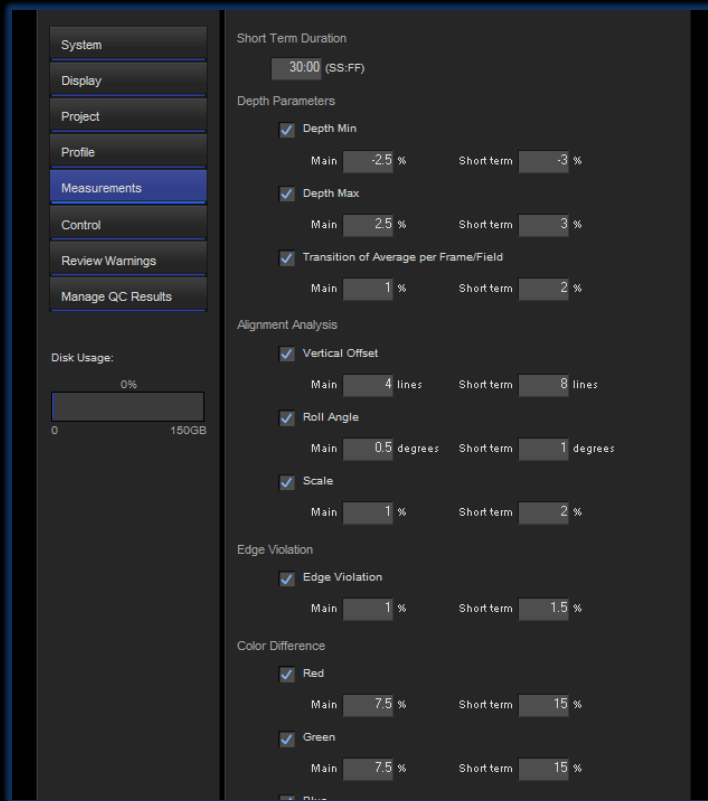 System
Display
Project
Profile
Measurements
Control
Review Warnings
Manage QC Results
Disk Usage:
0%
0 150GB
Short Term Duration
30:00 (SS:FF)
Depth Parameters
Depth Min
Main -2.5 % Short term -3 %
Depth Max
Main 2.5 % Short term 3 %
Transition of Average per Frame/Field
Main 1 % Short term 2 %
Alignment Analysis
Vertical Offset
Main 4 lines Short term 8 lines
Roll Angle
Main 0.5 degrees Short term 1 degrees
Scale
Main 1 % Short term 2 %
Edge Violation
Edge Violation
Main 1 % Short term 1.5 %
Color Difference
Red
Main 7.5 % Short term 15 %
Green
Main 7.5 % Short term 15 %